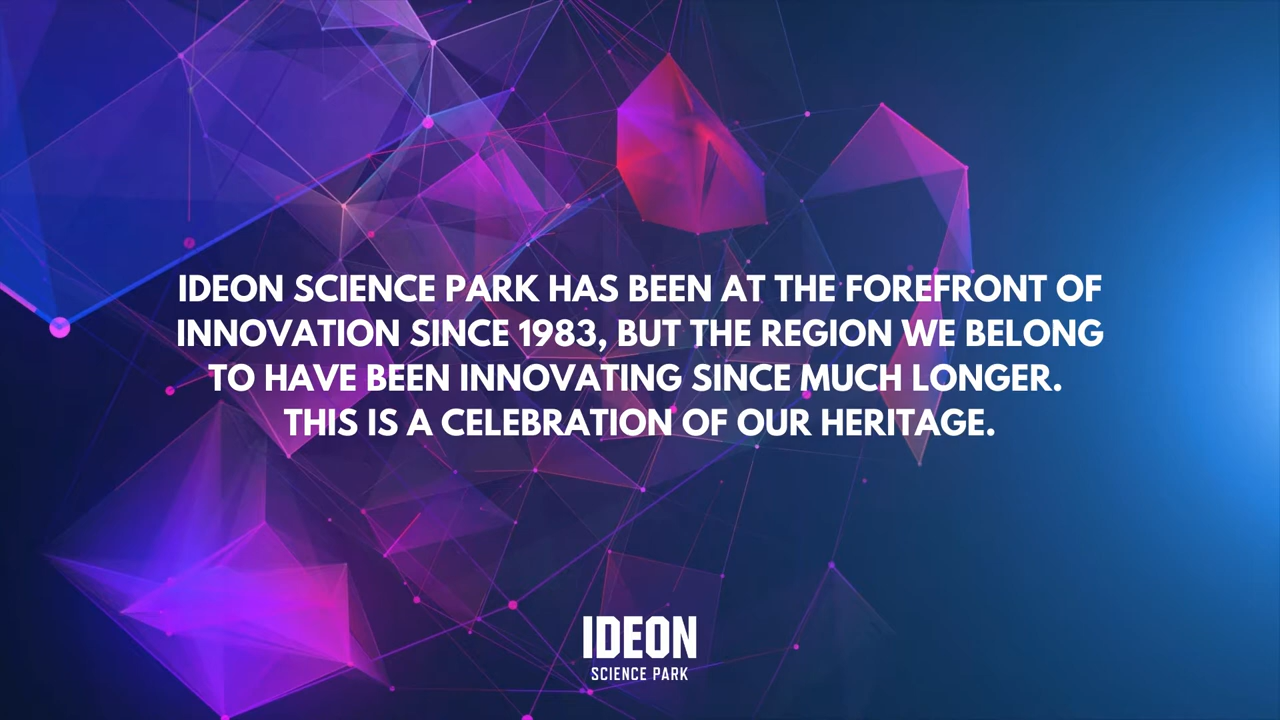 IDEON SCIENCE PARK HAS BEEN AT THE FOREFRONT OF
INNOVATION SINCE 1983, BUT THE REGION WE BELONG
TO HAVE BEEN INNOVATING SINCE MUCH LONGER.
THIS IS A CELEBRATION OF OUR HERITAGE.
IDEON
SCIENCE PARK